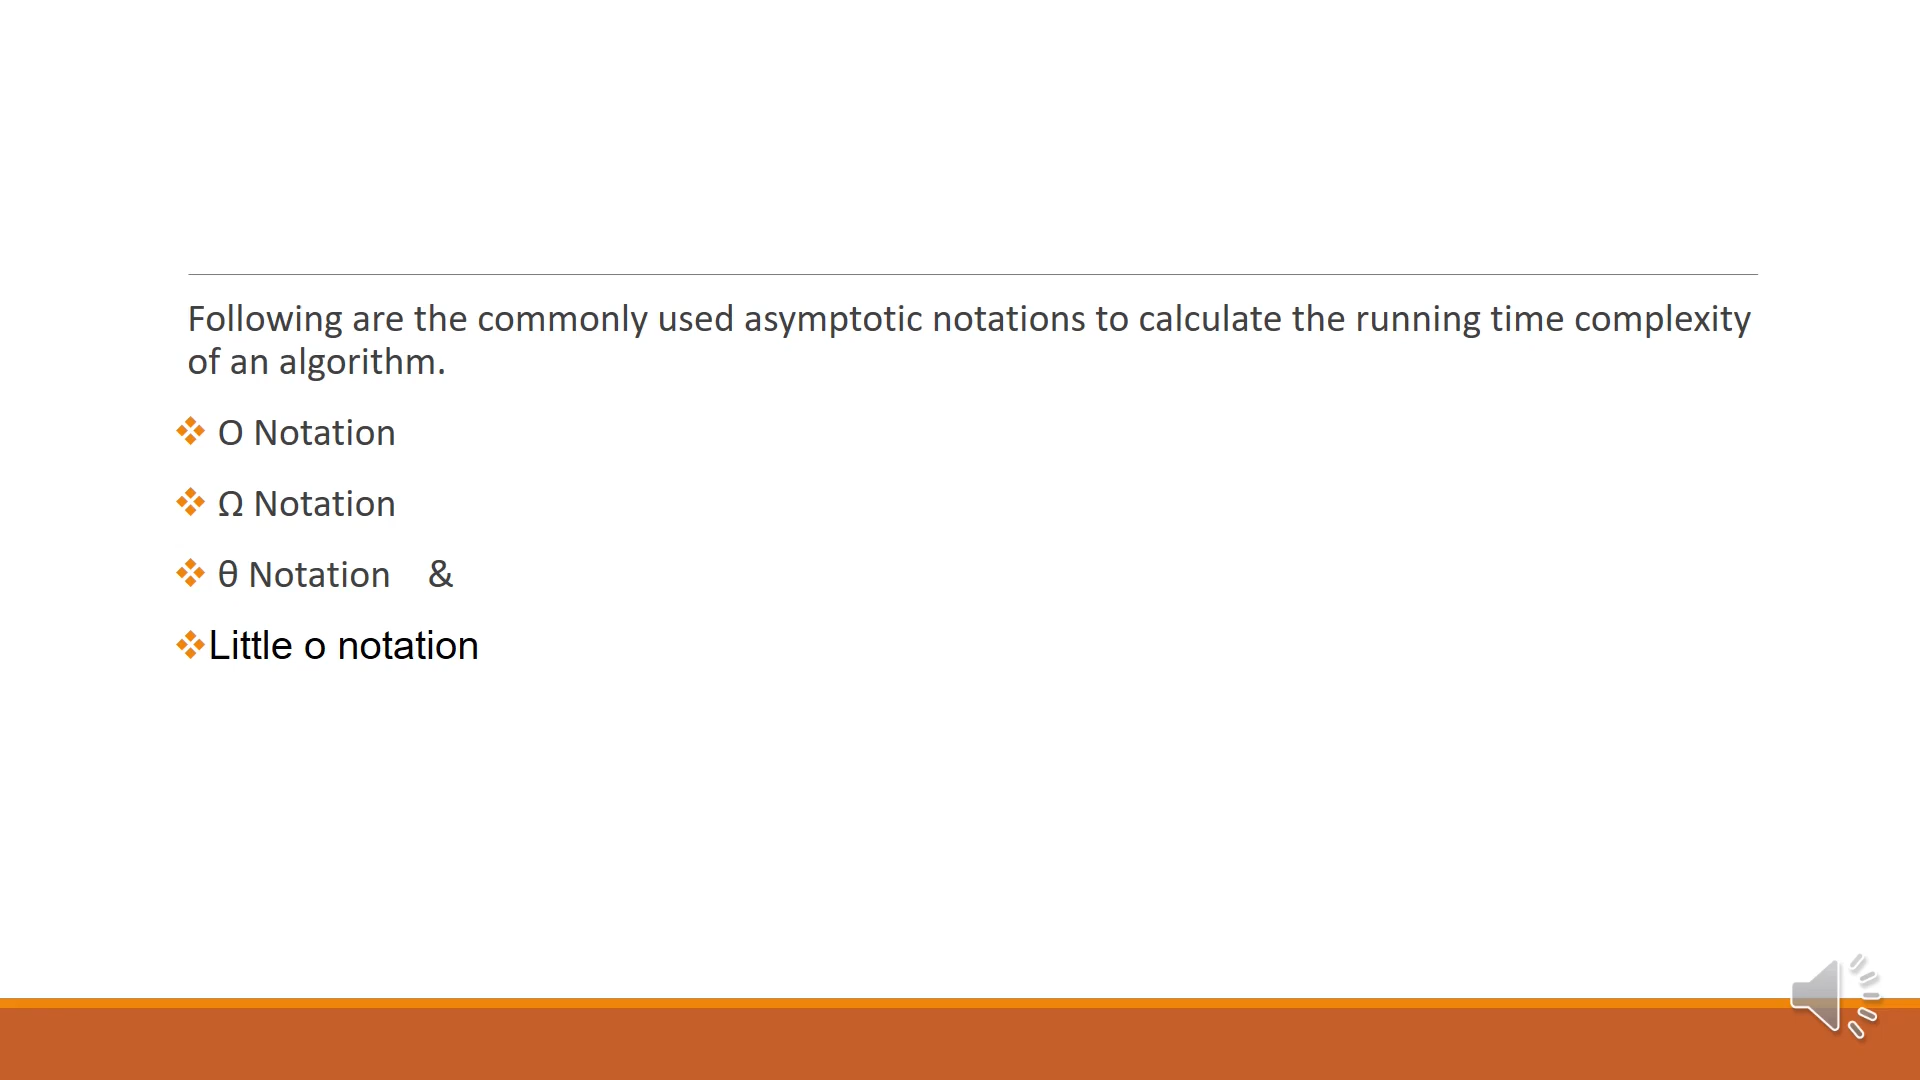 Following are the commonly used asymptotic notations to calculate the running time complexity
of an algorithm.
O Notation
Ω Notation
θ Notation &
Little o notation